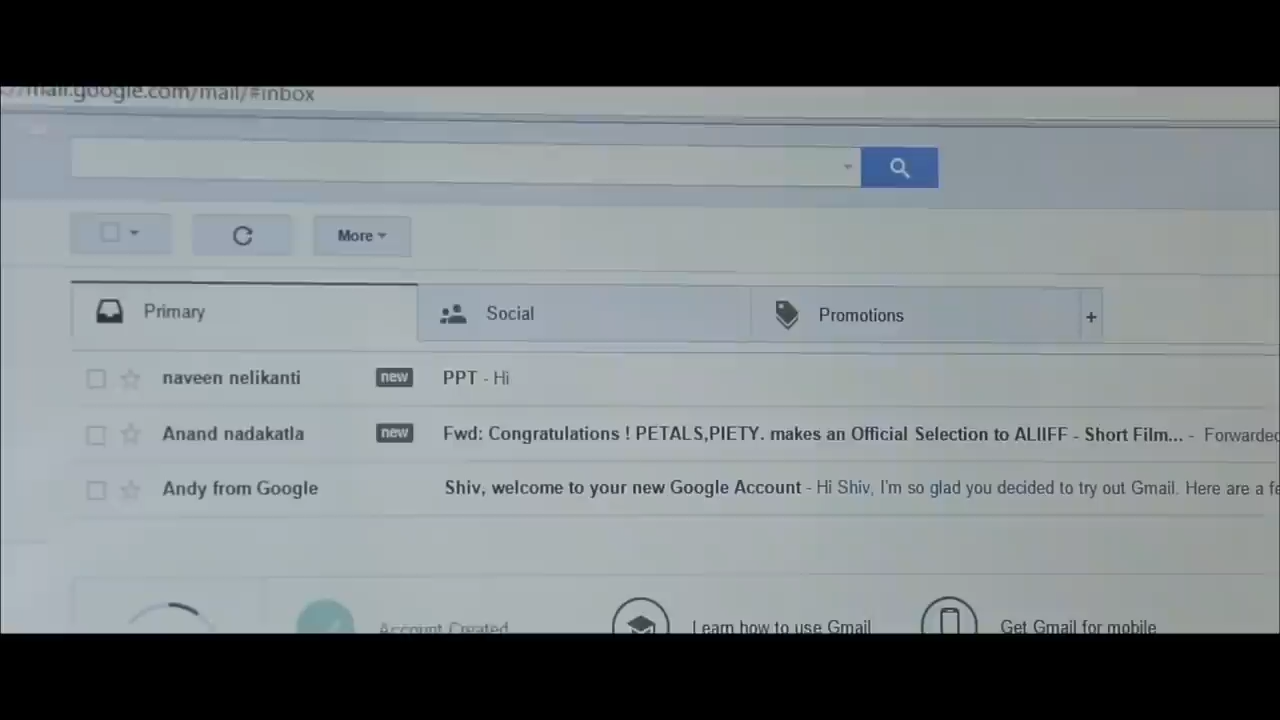 //mail.google.com/mail/#inbox
More
Primary
Social
Promotions
+
naveen nelikanti new PPT - Hi
Anand nadakatla new Fwd: Congratulations ! PETALS,PIETY. makes an Official Selection to ALIIFF - Short Film... - Forwarded
Andy from Google Shiv, welcome to your new Google Account - Hi Shiv, I'm so glad you decided to try out Gmail. Here are a fe
Account Created
Learn how to use Gmail
Get Gmail for mobile